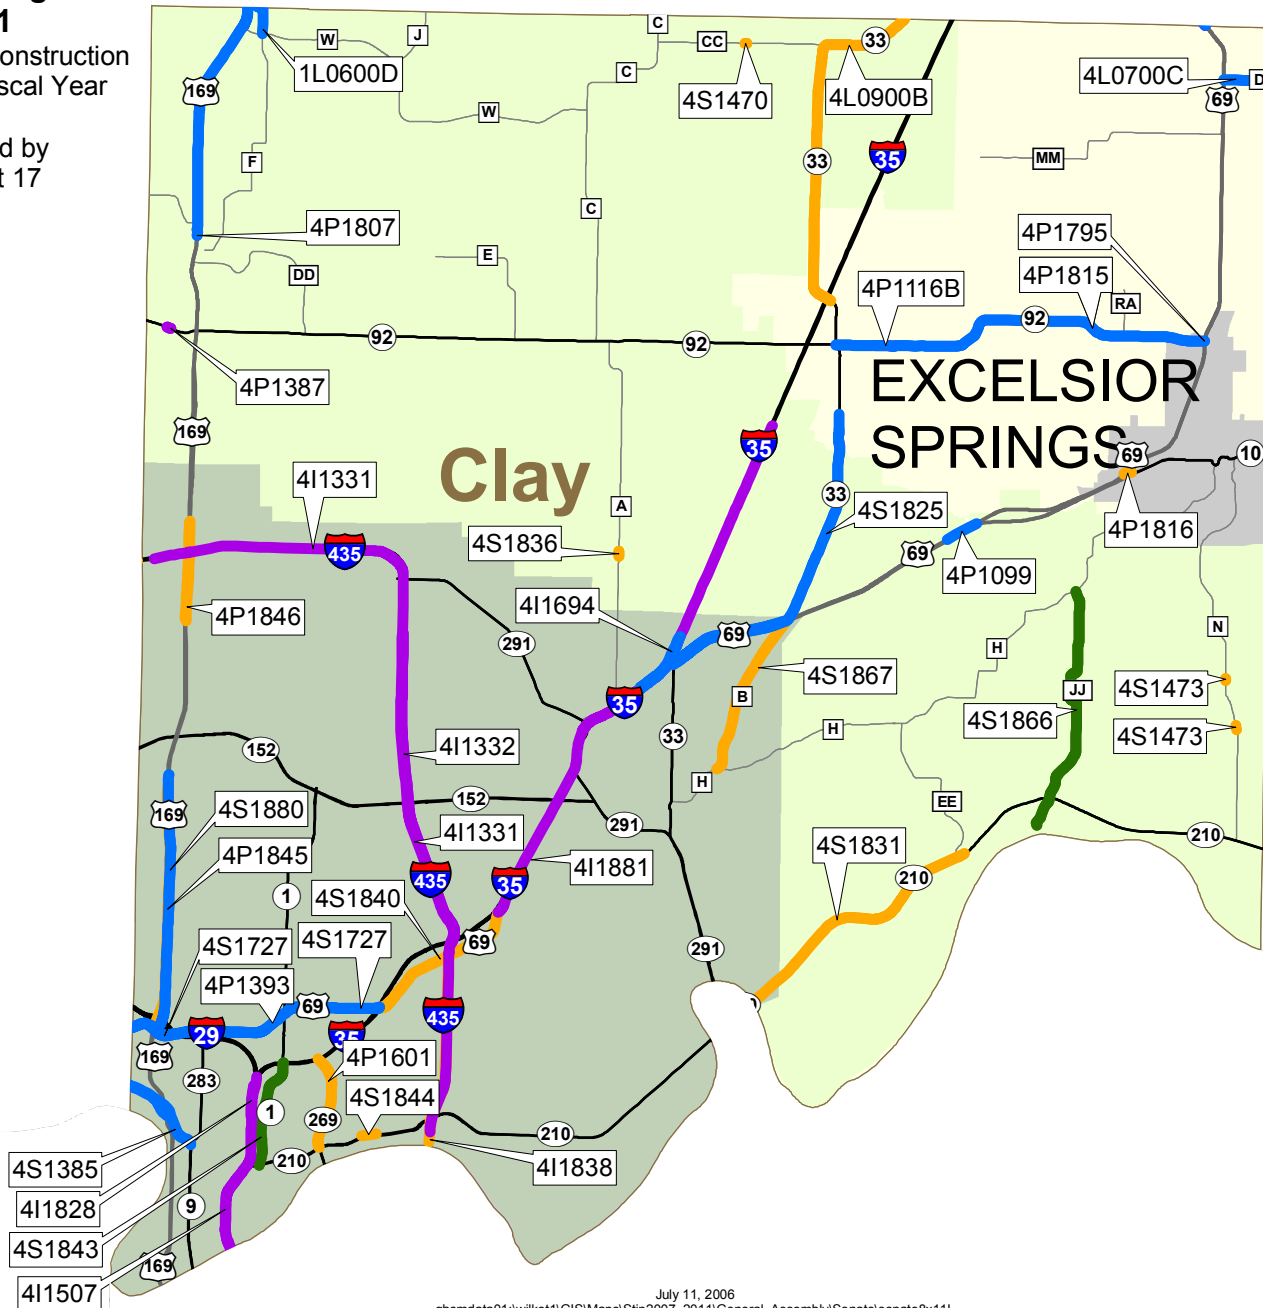 1
onstruction
scal Year
d by
t 17
C
W
J
CC
33
C
1L0600D
4S1470
4L0900B
4L0700C
D
169
69
W
F
33
35
MM
C
4P1807
4P1795
E
DD
4P1815
4P1116B
RA
92
92
92
4P1387
EXCELSIOR
SPRINGS
169
35
69
10
Clay
4I1331
33
4S1825
A
4P1816
435
4S1836
69
4P1099
4I1694
4P1846
69
N
291
H
4S1867
4S1473
B
JJ
35
4S1866
4S1473
33
H
4I1332
152
H
152
EE
169
4S1880
291
4I1331
210
4P1845
4S1831
4I1881
435
35
210
1
4S1840
4S1727
4S1727
69
291
4P1393
69
435
29
35
169
4P1601
283
4S1844
1
269
210
210
4S1385
4I1838
4I1828
9
4S1843
169
4I1507
July 11, 2006